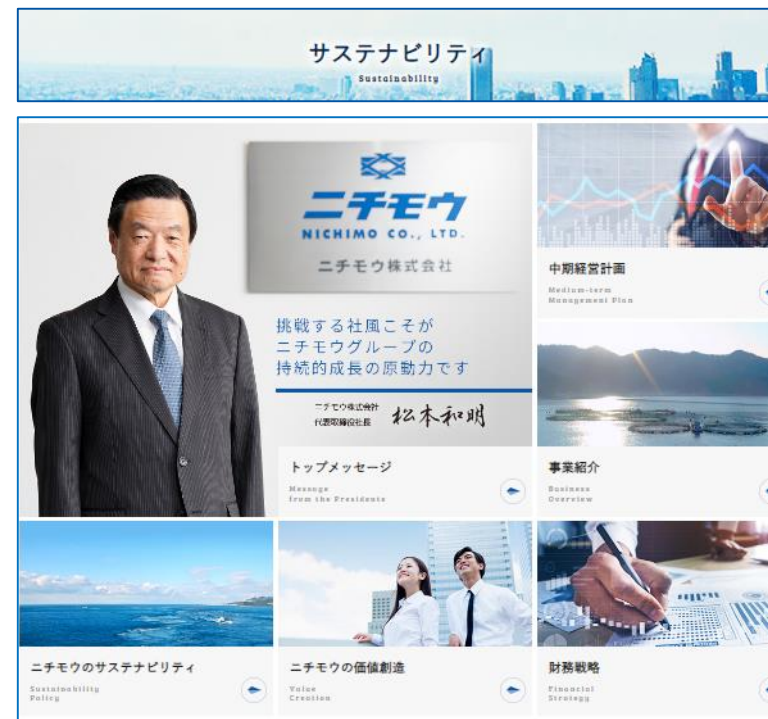 サステナビリティ
Sustainability
ニチモウ
NICHIMO CO., LTD.
ニチモウ株式会社
挑戦する社風こそが
ニチモウグループの
持続的成長の原動力です
ニチモウ株式会社
代表取締役社長
松本和明
トップメッセージ
Message
from the Presidents
中期経営計画
Medium-term
Management Plan
事業紹介
Business
Overview
ニチモウのサステナビリティ
Sustainability
Policy
ニチモウの価値創造
Value
Creation
財務戦略
Financial
Strategy